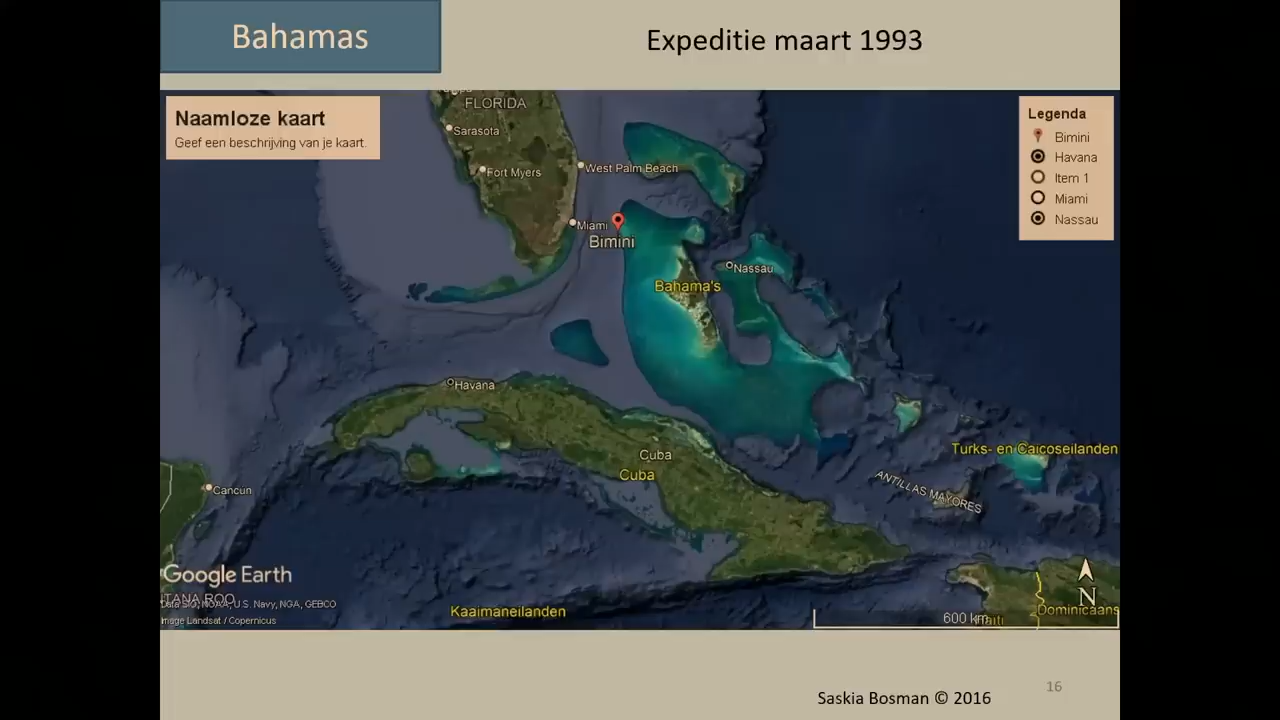 Bahamas
Expeditie maart 1993
Naamloze kaart
Geef een beschrijving van je kaart.
Legenda
Bimini
Havana
Item 1
Miami
Nassau
FLORIDA
Sarasota
Fort Myers
West Palm Beach
Miami
Bimini
Nassau
Bahama's
Havana
Cuba
Cuba
Turks- en Caicoseilanden
ANTILLAS MAYORES
Cancun
Google Earth
TANA ROO
Data SIO, NOAA, U.S. Navy, NGA, GEBCO
Image Landsat / Copernicus
Kaaimaneilanden
N
Dominicaans
600 km
Haïti
Saskia Bosman © 2016
16